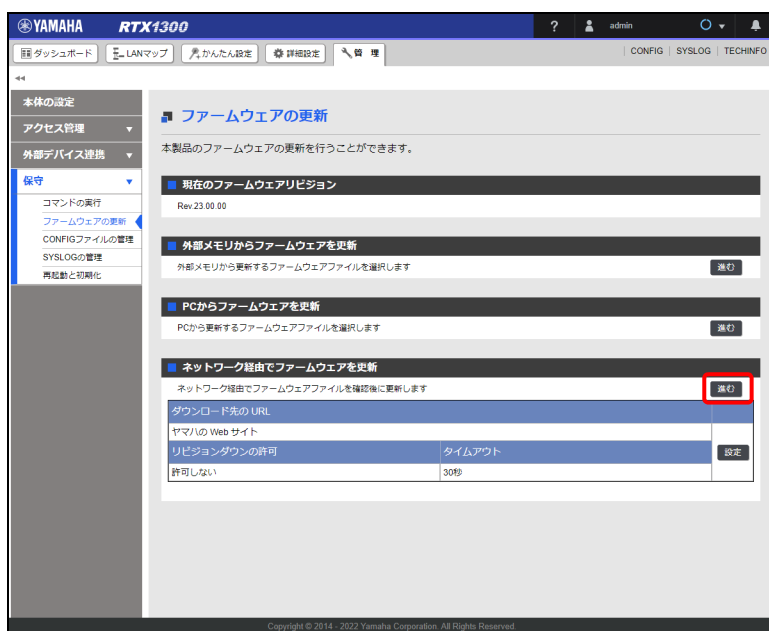 YAMAHA RTX1300 ? admin
ダッシュボード LANマップ かんたん設定 詳細設定 管理 CONFIG | SYSLOG | TECHINFO
本体の設定
アクセス管理
外部デバイス連携
保守
コマンドの実行
ファームウェアの更新
CONFIGファイルの管理
SYSLOGの管理
再起動と初期化
ファームウェアの更新
本製品のファームウェアの更新を行うことができます。
現在のファームウェアリビジョン
Rev.23.00.00
外部メモリからファームウェアを更新
外部メモリから更新するファームウェアファイルを選択します 進む
PCからファームウェアを更新
PCから更新するファームウェアファイルを選択します 進む
ネットワーク経由でファームウェアを更新
ネットワーク経由でファームウェアファイルを確認後に更新します 進む
ダウンロード先の URL
ヤマハの Web サイト
リビジョンダウンの許可 タイムアウト 設定
許可しない 30秒
Copyright © 2014 - 2022 Yamaha Corporation. All Rights Reserved.